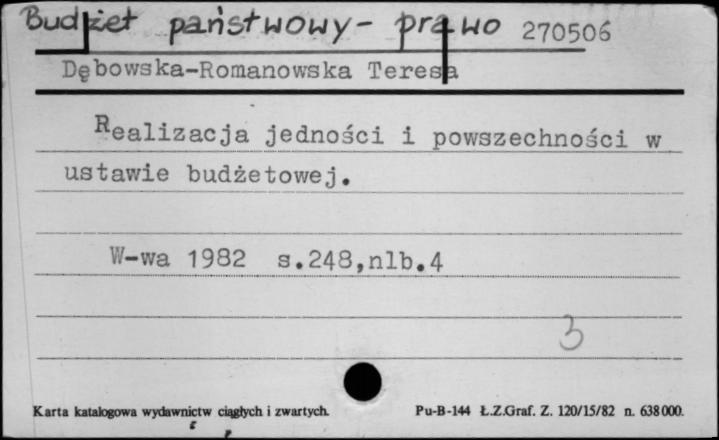 Budżet państwowy - prawo 270506
Dębowska-Romanowska Teresa
Realizacja jedności i powszechności w
ustawie budżetowej.
W-wa 1982 s.248,nlb.4
3
Karta katalogowa wydawnictw ciągłych i zwartych. Pu-B-144 Ł.Z.Graf. Z. 120/15/82 n. 638000.